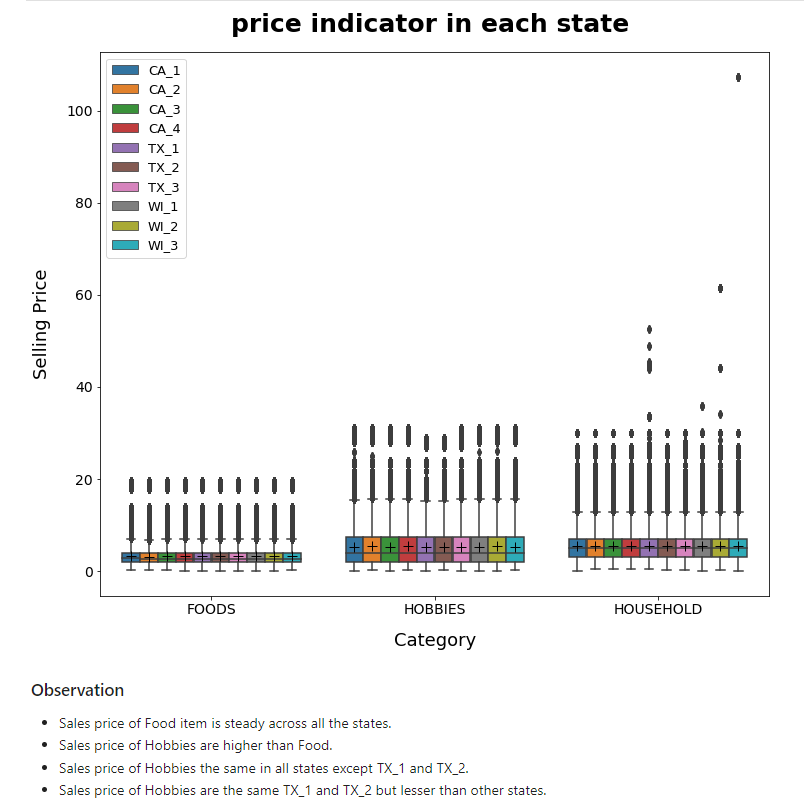 price indicator in each state
CA_1
CA_2
CA_3
CA_4
TX_1
TX_2
TX_3
WI_1
WI_2
WI_3
100
80
60
40
20
0
Selling Price
FOODS HOBBIES HOUSEHOLD
Category
Observation
• Sales price of Food item is steady across all the states.
• Sales price of Hobbies are higher than Food.
• Sales price of Hobbies the same in all states except TX_1 and TX_2.
• Sales price of Hobbies are the same TX_1 and TX_2 but lesser than other states.